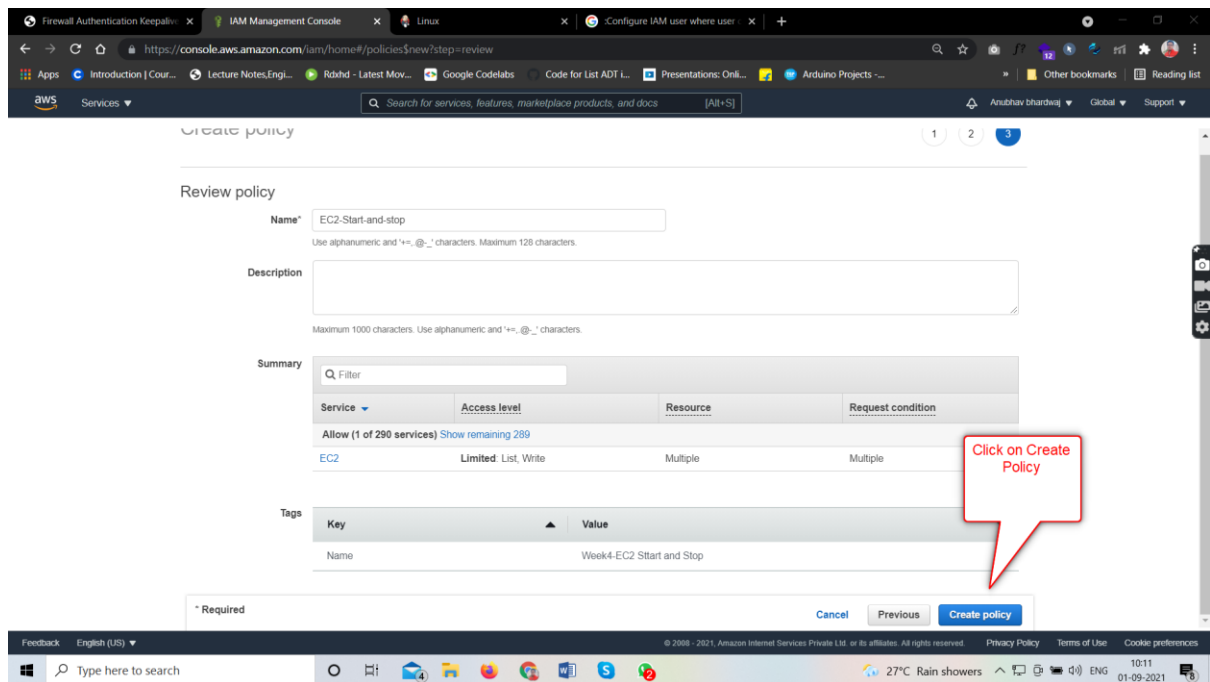 Firewall Authentication Keepaliv
IAM Management Console
Linux
:Configure IAM user where user c
https://console.aws.amazon.com/iam/home#/policies$new?step=review
Apps
Introduction | Cour...
Lecture Notes,Engi...
Rdxhd - Latest Mov...
Google Codelabs
Code for List ADT i...
Presentations: Onli...
Arduino Projects -...
»
Other bookmarks
Reading list
aws
Services
Search for services, features, marketplace products, and docs
[Alt+S]
Anubhav bhardwaj
Global
Support
Create policy
1
2
3
Review policy
Name*
EC2-Start-and-stop
Use alphanumeric and '+=,.@-_' characters. Maximum 128 characters.
Description
Maximum 1000 characters. Use alphanumeric and '+=,.@-_' characters.
Summary
Filter
Service
Access level
Resource
Request condition
Allow (1 of 290 services) Show remaining 289
EC2
Limited: List, Write
Multiple
Multiple
Click on Create
Policy
Tags
Key
Value
Name
Week4-EC2 Sttart and Stop
* Required
Cancel
Previous
Create policy
Feedback
English (US)
© 2008 - 2021, Amazon Internet Services Private Ltd. or its affiliates. All rights reserved.
Privacy Policy
Terms of Use
Cookie preferences
Type here to search
27°C Rain showers
ENG
10:11
01-09-2021